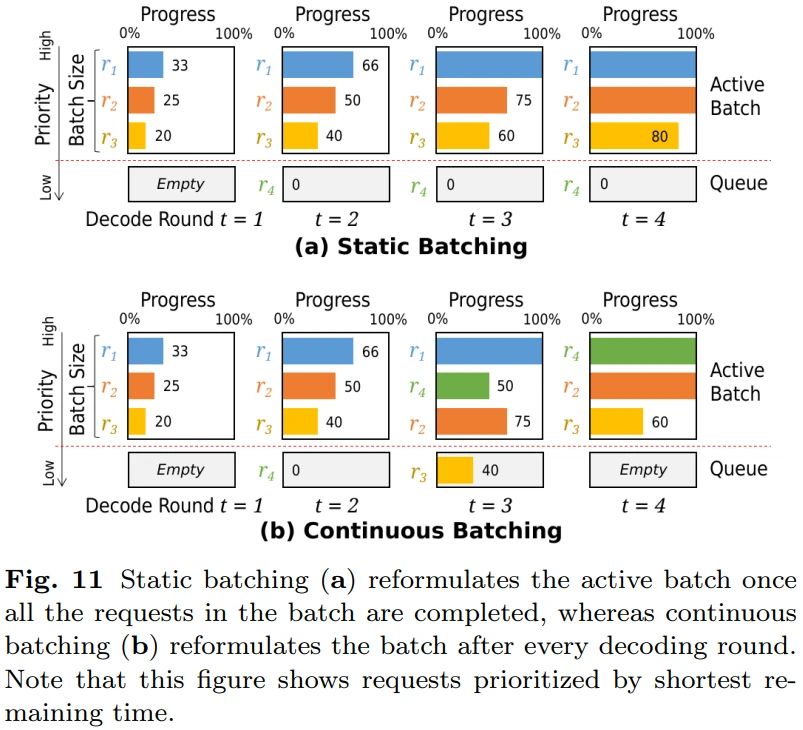 Progress Progress Progress Progress
0% 100% 0% 100% 0% 100% 0% 100%
High
Priority
Low
Batch Size
r1 33 r1 66 r1 r1
r2 25 r2 50 r2 75 r2
r3 20 r3 40 r3 60 r3 80
Active
Batch
Empty r4 0 r4 0 r4 0 Queue
Decode Round t = 1 t = 2 t = 3 t = 4
(a) Static Batching
Progress Progress Progress Progress
0% 100% 0% 100% 0% 100% 0% 100%
High
Priority
Low
Batch Size
r1 33 r1 66 r1 r4
r2 25 r2 50 r4 50 r2
r3 20 r3 40 r2 75 r3 60
Active
Batch
Empty r4 0 r3 40 Empty Queue
Decode Round t = 1 t = 2 t = 3 t = 4
(b) Continuous Batching
Fig. 11 Static batching (a) reformulates the active batch once
all the requests in the batch are completed, whereas continuous
batching (b) reformulates the batch after every decoding round.
Note that this figure shows requests prioritized by shortest re-
maining time.